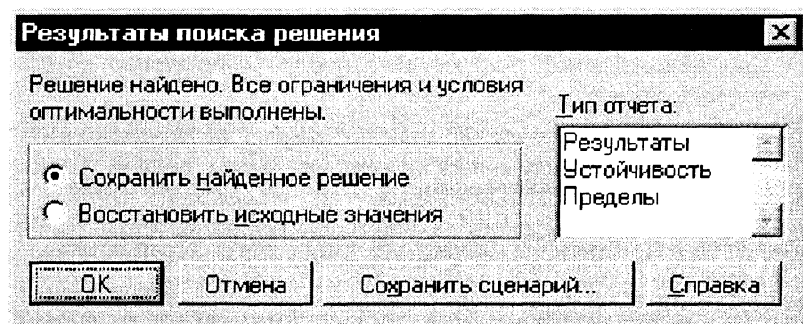 Результаты поиска решения
Решение найдено. Все ограничения и условия
оптимальности выполнены.
Тип отчета:
Результаты
Устойчивость
Пределы
Сохранить найденное решение
Восстановить исходные значения
OK
Отмена
Сохранить сценарий...
Справка